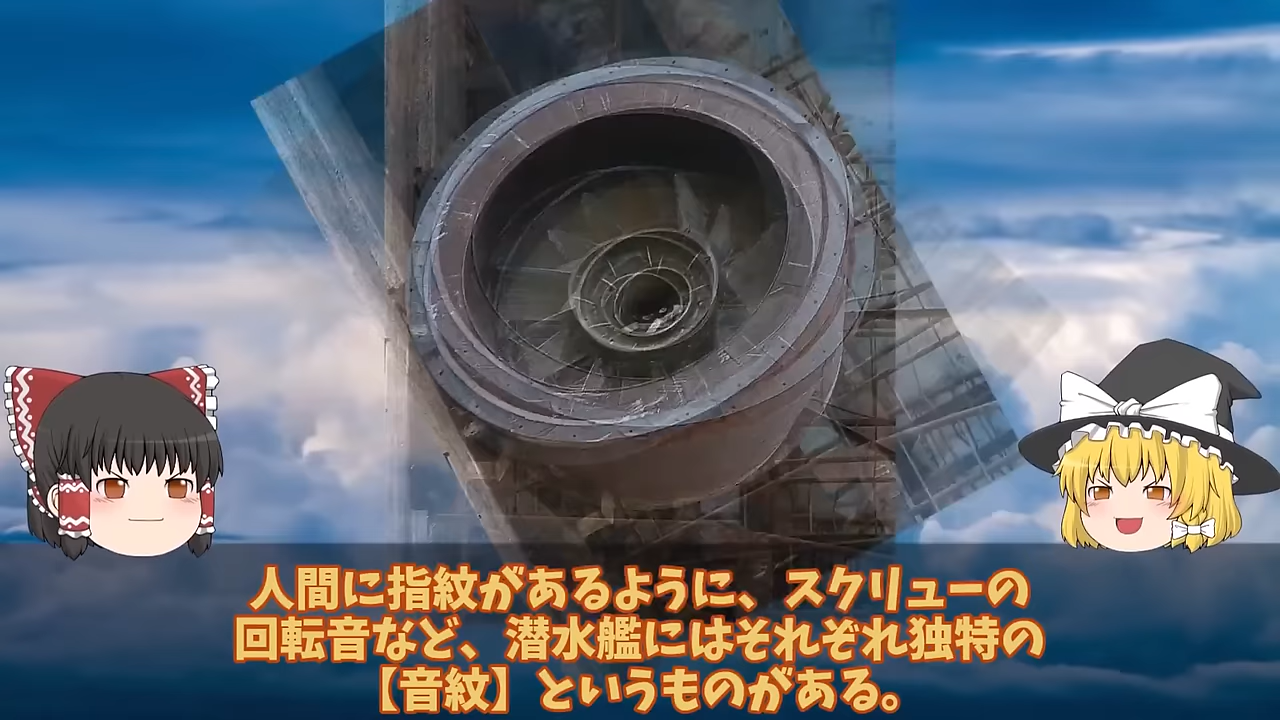 人間に指紋があるように、スクリューの
回転音など、潜水艦にはそれぞれ独特の
【音紋】というものがある。